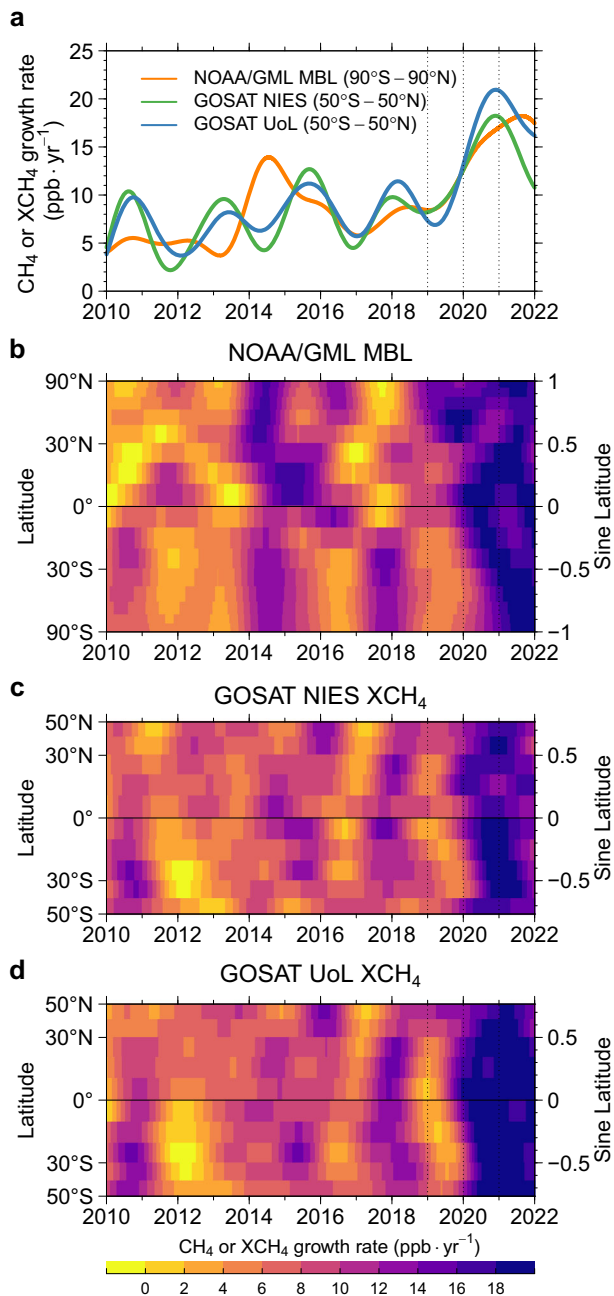 a
25
20
15
10
5
0
CH₄ or XCH₄ growth rate
(ppb · yr⁻¹)
NOAA/GML MBL (90°S – 90°N)
GOSAT NIES (50°S – 50°N)
GOSAT UoL (50°S – 50°N)
2010 2012 2014 2016 2018 2020 2022
b
NOAA/GML MBL
90°N
30°N
0°
30°S
90°S
Latitude
1
0.5
0
−0.5
−1
Sine Latitude
2010 2012 2014 2016 2018 2020 2022
c
GOSAT NIES XCH₄
50°N
30°N
0°
30°S
50°S
Latitude
0.5
0
−0.5
Sine Latitude
2010 2012 2014 2016 2018 2020 2022
d
GOSAT UoL XCH₄
50°N
30°N
0°
30°S
50°S
Latitude
0.5
0
−0.5
Sine Latitude
2010 2012 2014 2016 2018 2020 2022
CH₄ or XCH₄ growth rate (ppb · yr⁻¹)
0 2 4 6 8 10 12 14 16 18